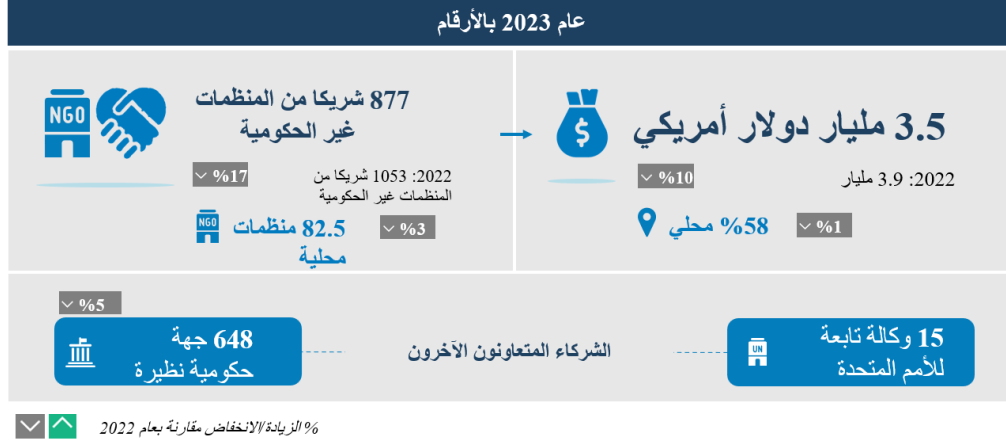 عام 2023 بالأرقام
3.5 مليار دولار أمريكي
$
2022: 3.9 مليار
%10
58% محلي
%1
877 شريكا من المنظمات
غير الحكومية
NGO
2022: 1053 شريكا من
المنظمات غير الحكومية
%17
82.5 منظمات
محلية
NGO
%3
15 وكالة تابعة
للأمم المتحدة
UN
الشركاء المتعاونون الآخرون
648 جهة
حكومية نظيرة
%5
% الزيادة/الانخفاض مقارنة بعام 2022